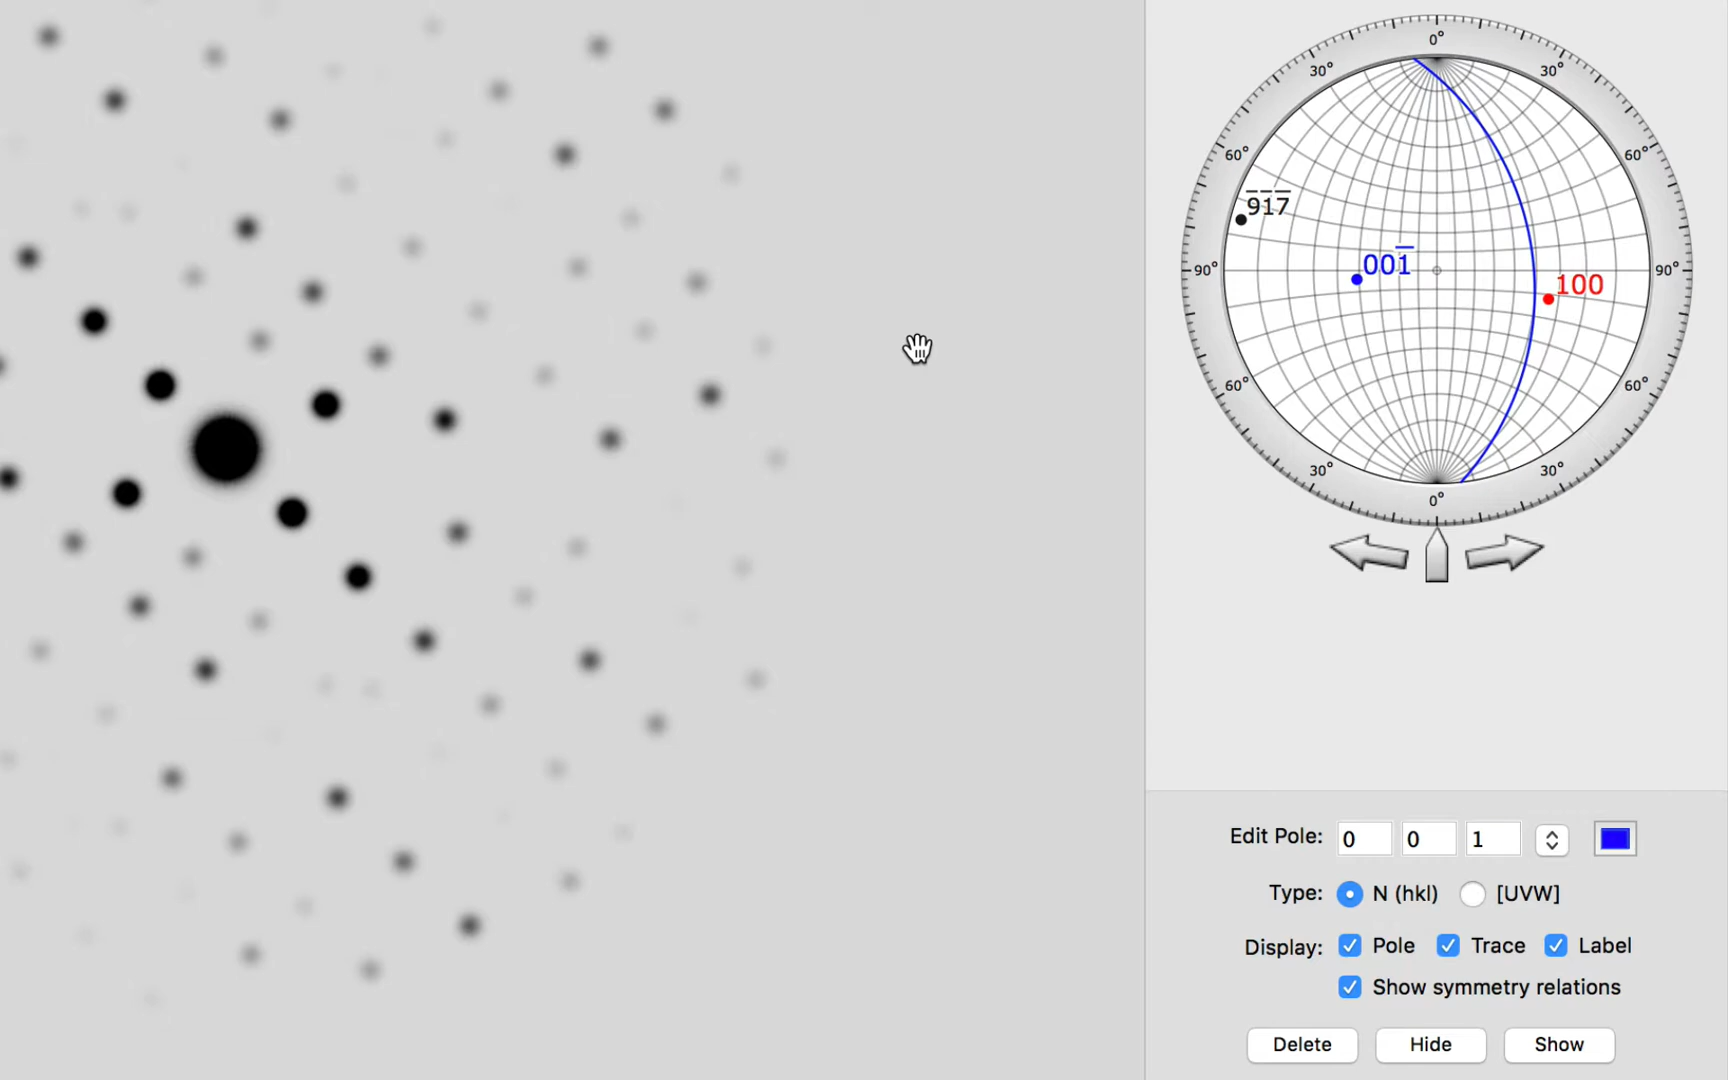 0°
30° 30°
60° 60°
9̅1̅7̅
001̅
100
90° 90°
60° 60°
30° 30°
0°
Edit Pole: 0 0 1
Type: N (hkl) [UVW]
Display: Pole Trace Label
Show symmetry relations
Delete Hide Show